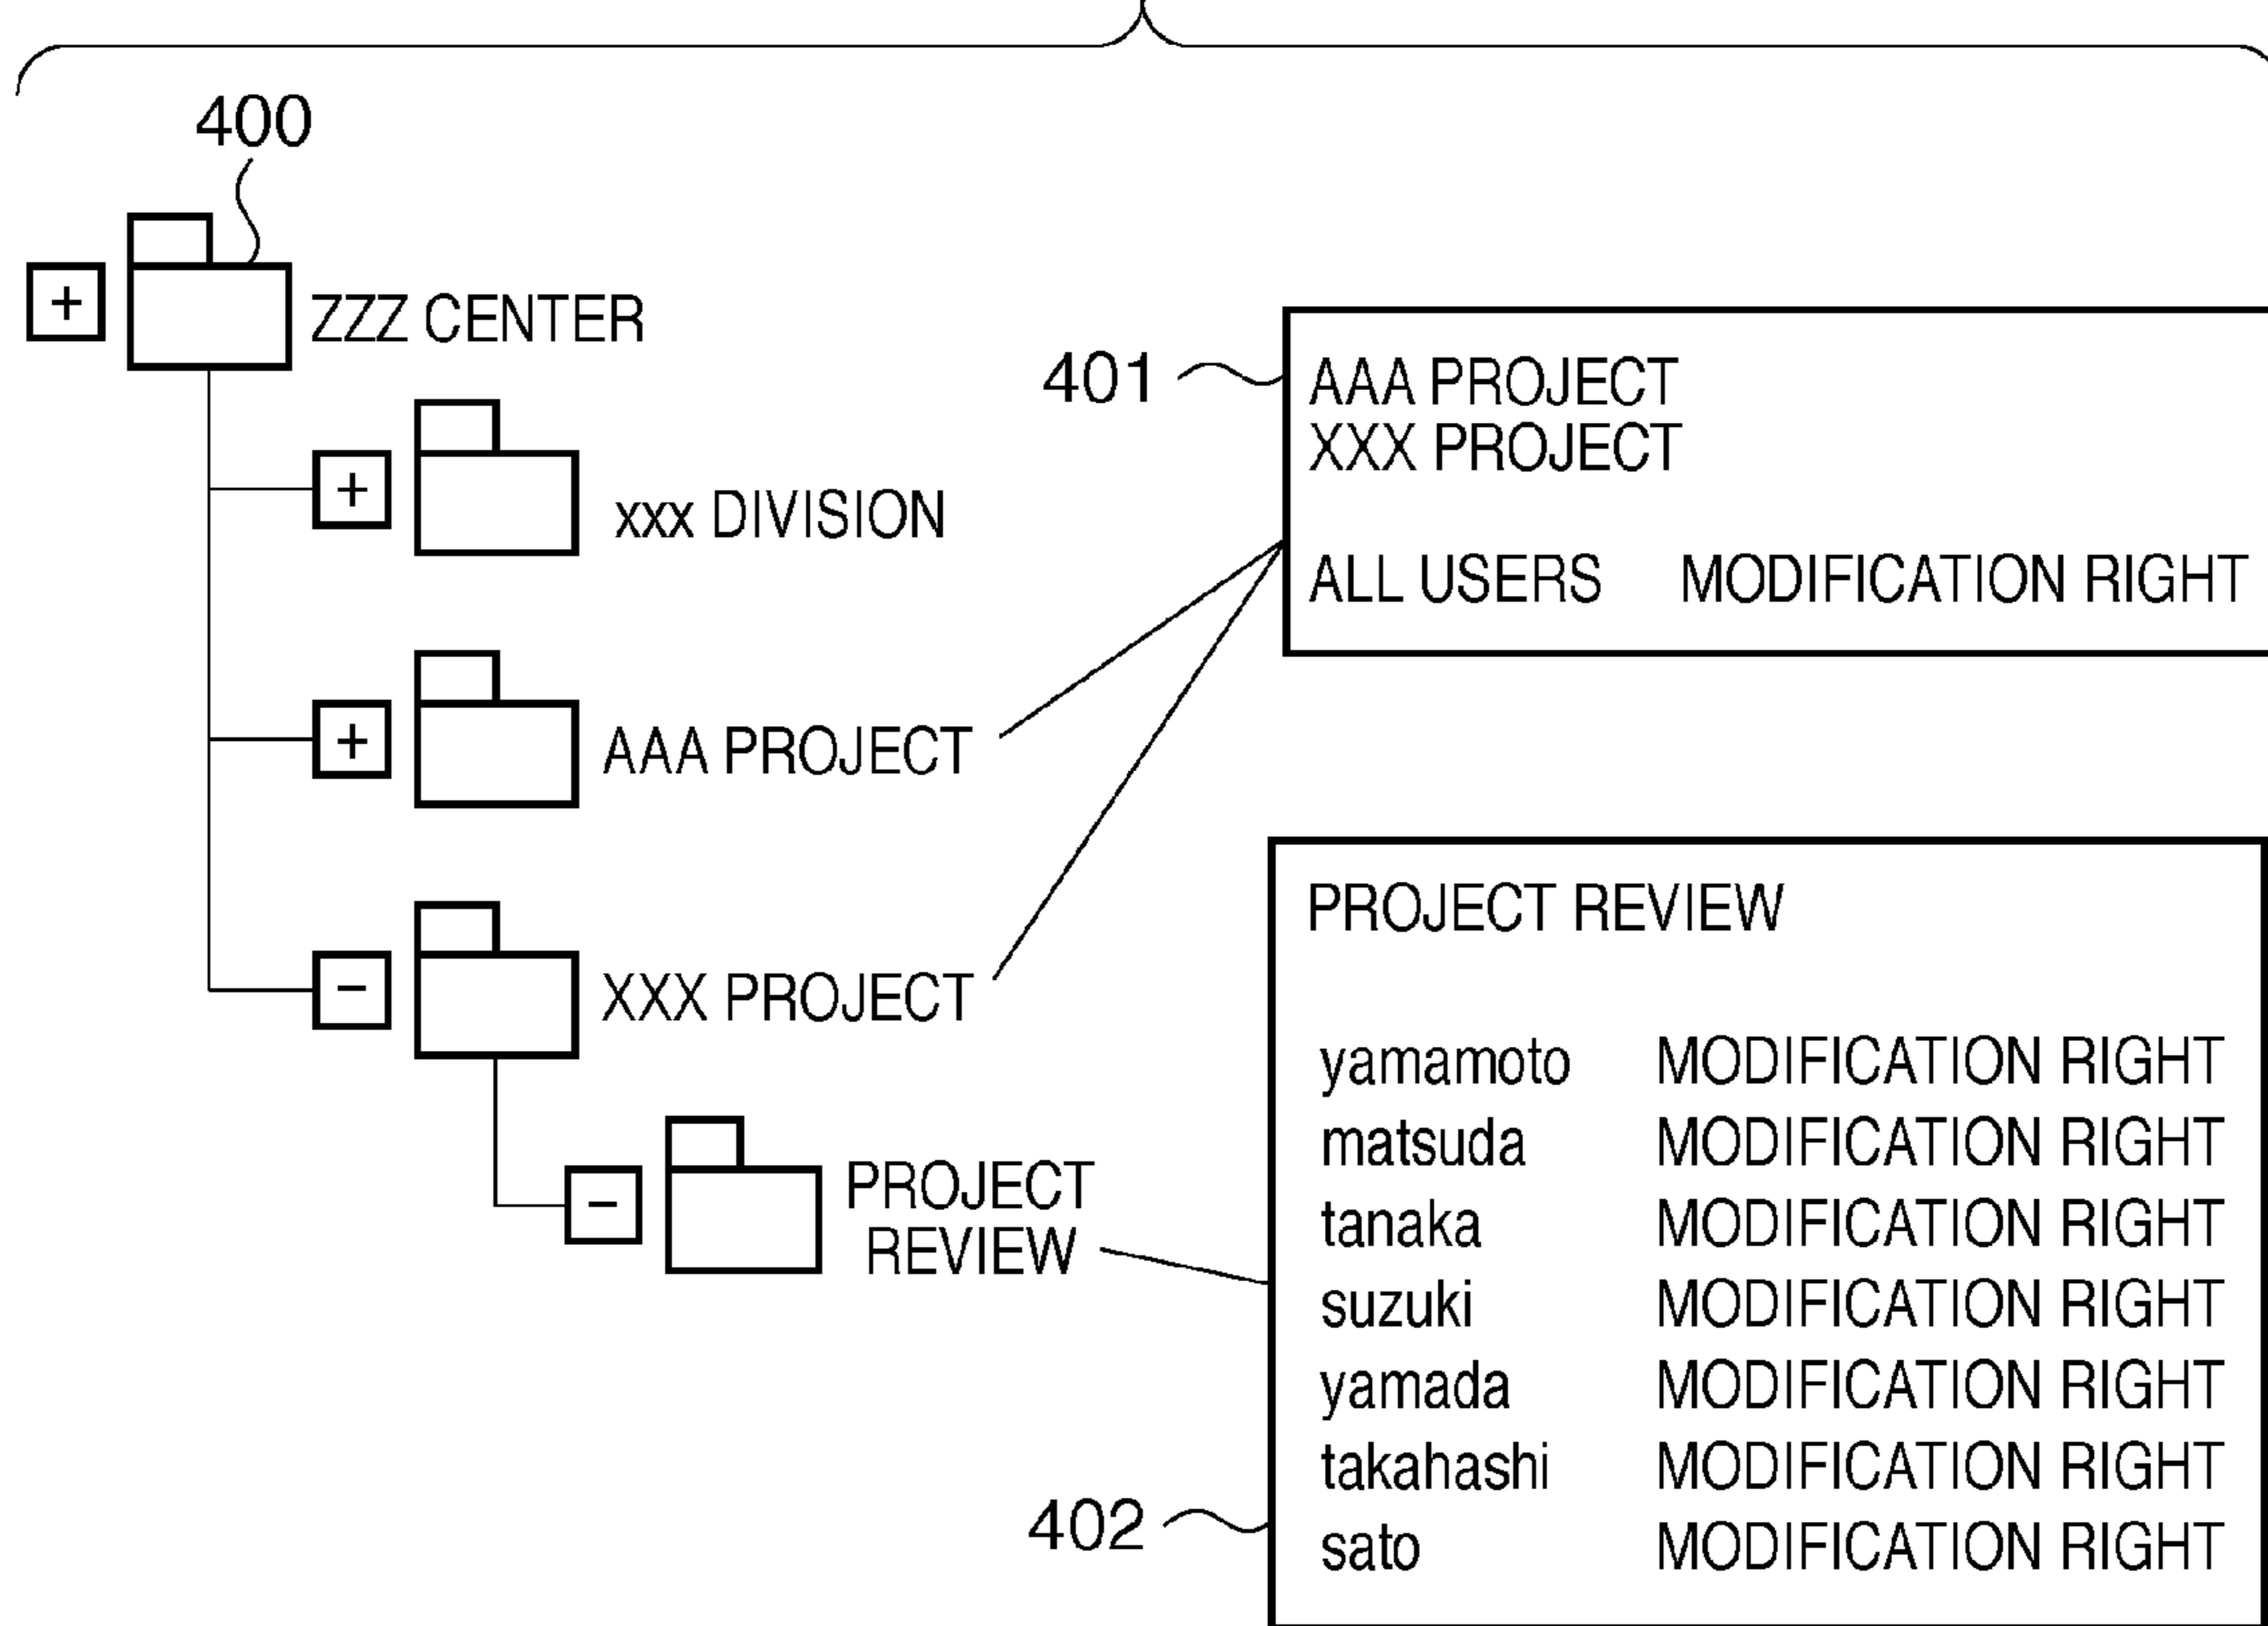 400
+ ZZZ CENTER
+ xxx DIVISION
+ AAA PROJECT
- XXX PROJECT
- PROJECT
REVIEW
401
AAA PROJECT
XXX PROJECT
ALL USERS MODIFICATION RIGHT
402
PROJECT REVIEW
yamamoto MODIFICATION RIGHT
matsuda MODIFICATION RIGHT
tanaka MODIFICATION RIGHT
suzuki MODIFICATION RIGHT
yamada MODIFICATION RIGHT
takahashi MODIFICATION RIGHT
sato MODIFICATION RIGHT